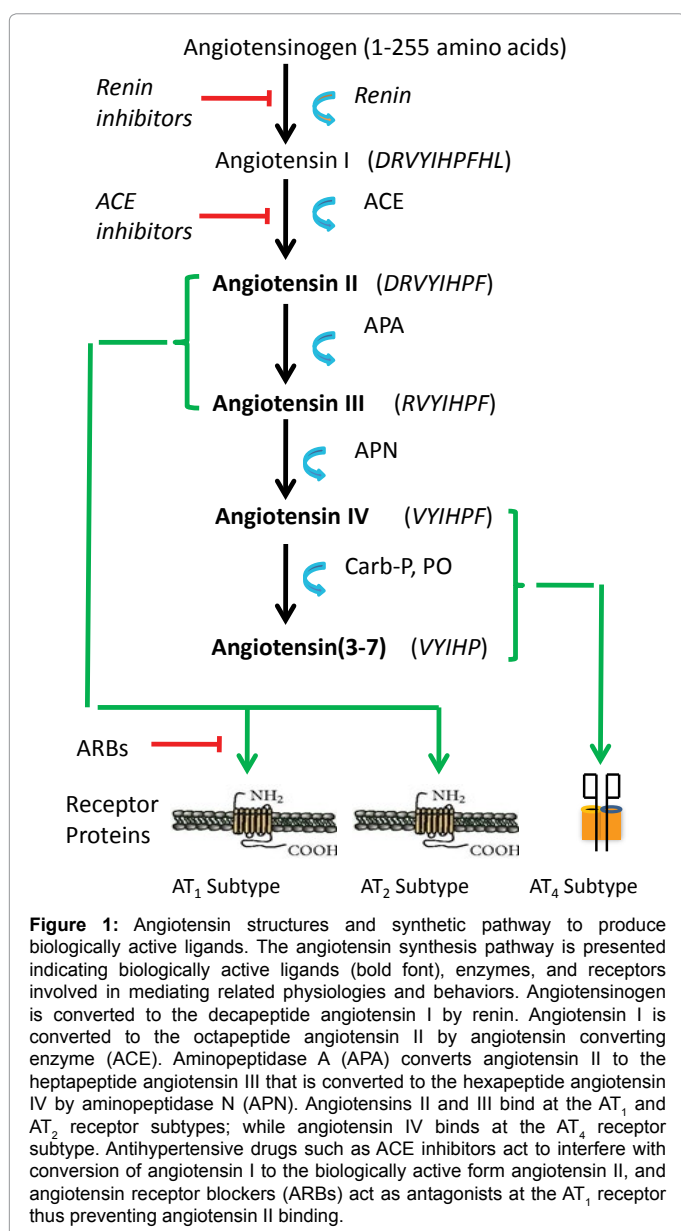 Angiotensinogen (1-255 amino acids)
Renin
inhibitors
Renin
Angiotensin I (DRVYIHPFHL)
ACE
inhibitors
ACE
Angiotensin II (DRVYIHPF)
APA
Angiotensin III (RVYIHPF)
APN
Angiotensin IV (VYIHPF)
Carb-P, PO
Angiotensin(3-7) (VYIHP)
ARBs
Receptor
Proteins
NH2
COOH
NH2
COOH
AT1 Subtype
AT2 Subtype
AT4 Subtype
Figure 1: Angiotensin structures and synthetic pathway to produce
biologically active ligands. The angiotensin synthesis pathway is presented
indicating biologically active ligands (bold font), enzymes, and receptors
involved in mediating related physiologies and behaviors. Angiotensinogen
is converted to the decapeptide angiotensin I by renin. Angiotensin I is
converted to the octapeptide angiotensin II by angiotensin converting
enzyme (ACE). Aminopeptidase A (APA) converts angiotensin II to the
heptapeptide angiotensin III that is converted to the hexapeptide angiotensin
IV by aminopeptidase N (APN). Angiotensins II and III bind at the AT1 and
AT2 receptor subtypes; while angiotensin IV binds at the AT4 receptor
subtype. Antihypertensive drugs such as ACE inhibitors act to interfere with
conversion of angiotensin I to the biologically active form angiotensin II, and
angiotensin receptor blockers (ARBs) act as antagonists at the AT1 receptor
thus preventing angiotensin II binding.